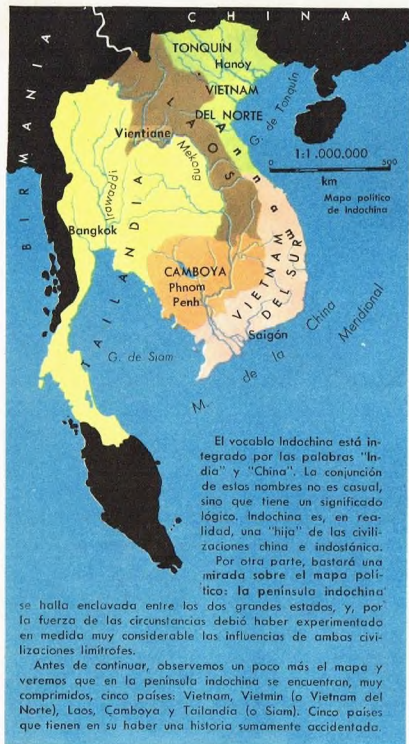 CHINA
BIRMANIA
TONQUIN
Hanoy
VIETNAM
DEL NORTE
G. de Tonquín
LAOS
Annam
Vientiane
Mekong
1:1.000.000
500
km
Mapa político
de Indochina
Irawaddi
Bangkok
TAILANDIA
CAMBOYA
Phnom
Penh
VIETNAM
DEL SUR
Saigón
G. de Siam
M. de la China Meridional
El vocablo Indochina está in-
tegrado por las palabras "In-
dia" y "China". La conjunción
de estos nombres no es casual,
sino que tiene un significado
lógico. Indochina es, en rea-
lidad, una "hija" de las civili-
zaciones china e indostánica.
Por otra parte, bastará una
mirada sobre el mapa polí-
tico: la península indochina
se halla enclavada entre los dos grandes estados, y, por
la fuerza de las circunstancias debió haber experimentado
en medida muy considerable las influencias de ambas civi-
lizaciones limítrofes.
Antes de continuar, observemos un poco más el mapa y
veremos que en la península indochina se encuentran, muy
comprimidos, cinco países: Vietnam, Vietmin (o Vietnam del
Norte), Laos, Camboya y Tailandia (o Siam). Cinco países
que tienen en su haber una historia sumamente accidentada.